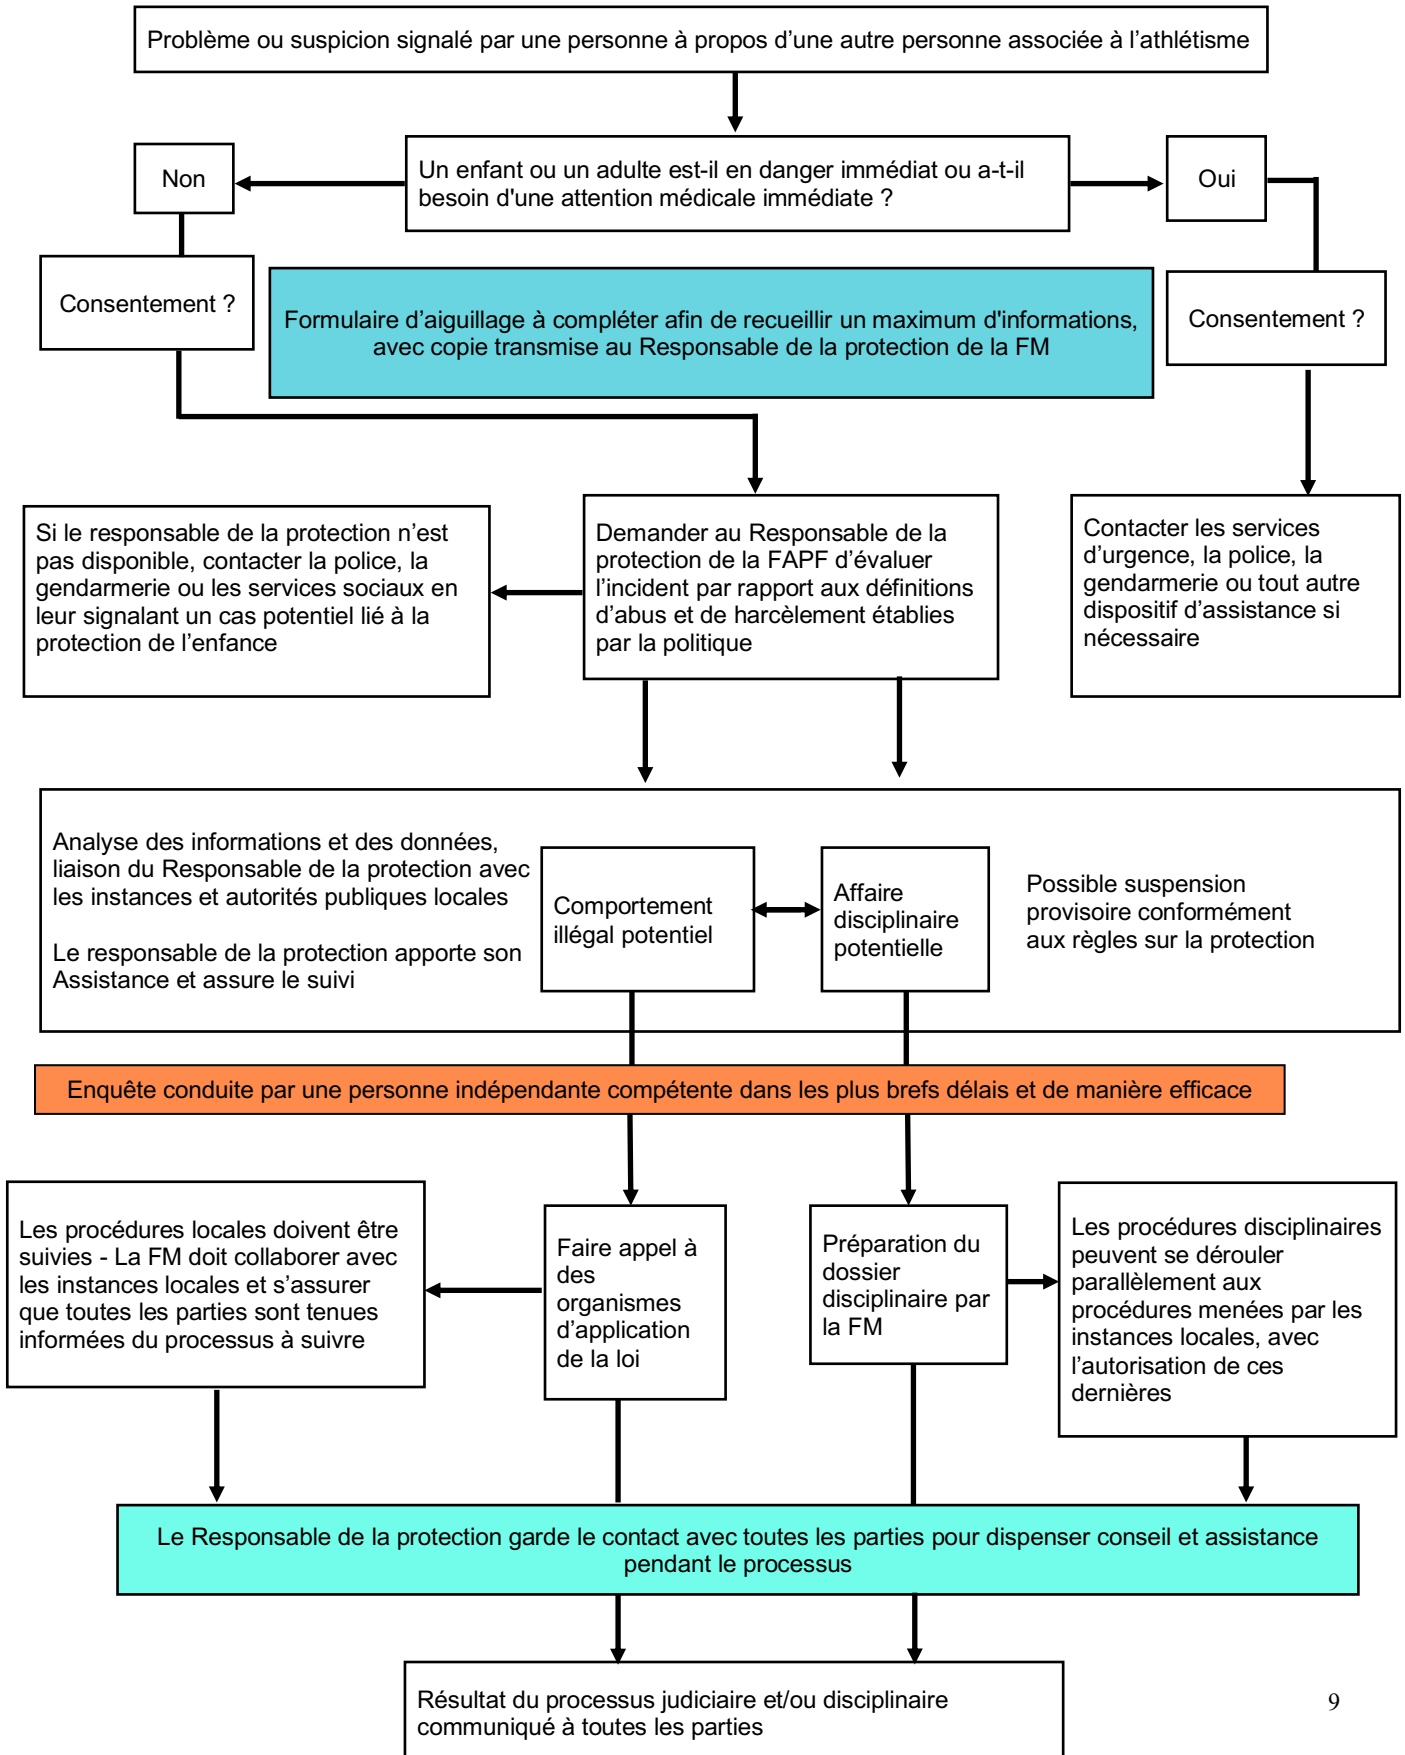 Problème ou suspicion signalé par une personne à propos d’une autre personne associée à l’athlétisme
Non
Un enfant ou un adulte est-il en danger immédiat ou a-t-il
besoin d'une attention médicale immédiate ?
Oui
Consentement ?
Formulaire d’aiguillage à compléter afin de recueillir un maximum d'informations,
avec copie transmise au Responsable de la protection de la FM
Consentement ?
Si le responsable de la protection n’est
pas disponible, contacter la police, la
gendarmerie ou les services sociaux en
leur signalant un cas potentiel lié à la
protection de l’enfance
Demander au Responsable de la
protection de la FAPF d’évaluer
l’incident par rapport aux définitions
d’abus et de harcèlement établies
par la politique
Contacter les services
d’urgence, la police, la
gendarmerie ou tout autre
dispositif d’assistance si
nécessaire
Analyse des informations et des données,
liaison du Responsable de la protection avec
les instances et autorités publiques locales
Le responsable de la protection apporte son
Assistance et assure le suivi
Comportement
illégal potentiel
Affaire
disciplinaire
potentielle
Possible suspension
provisoire conformément
aux règles sur la protection
Enquête conduite par une personne indépendante compétente dans les plus brefs délais et de manière efficace
Les procédures locales doivent être
suivies - La FM doit collaborer avec
les instances locales et s’assurer
que toutes les parties sont tenues
informées du processus à suivre
Faire appel à
des
organismes
d’application
de la loi
Préparation du
dossier
disciplinaire par
la FM
Les procédures disciplinaires
peuvent se dérouler
parallèlement aux
procédures menées par les
instances locales, avec
l’autorisation de ces
dernières
Le Responsable de la protection garde le contact avec toutes les parties pour dispenser conseil et assistance
pendant le processus
Résultat du processus judiciaire et/ou disciplinaire
communiqué à toutes les parties
9